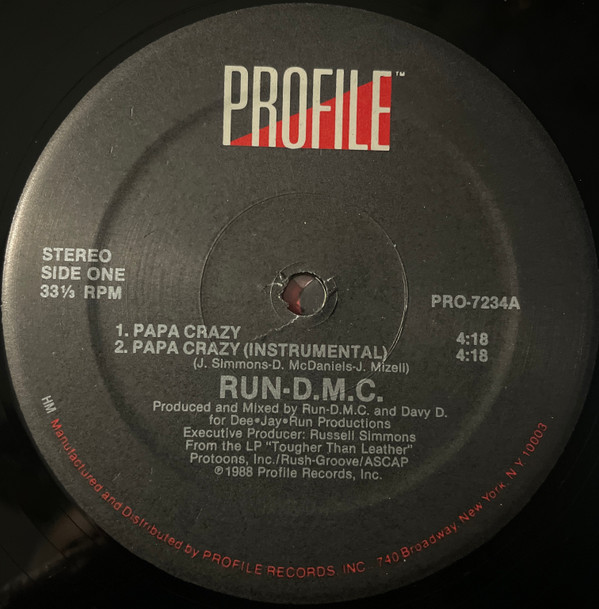 PROFILE™
STEREO
SIDE ONE
33⅓ RPM
PRO-7234A
1. PAPA CRAZY 4:18
2. PAPA CRAZY (INSTRUMENTAL) 4:18
(J. Simmons-D. McDaniels-J. Mizell)
RUN-D.M.C.
Produced and Mixed by Run-D.M.C. and Davy D.
for Dee•Jay•Run Productions
Executive Producer: Russell Simmons
From the LP "Tougher Than Leather"
Protoons, Inc./Rush-Groove/ASCAP
℗1988 Profile Records, Inc.
HM
Manufactured and Distributed by PROFILE RECORDS, INC. 740 Broadway, New York, N.Y. 10003